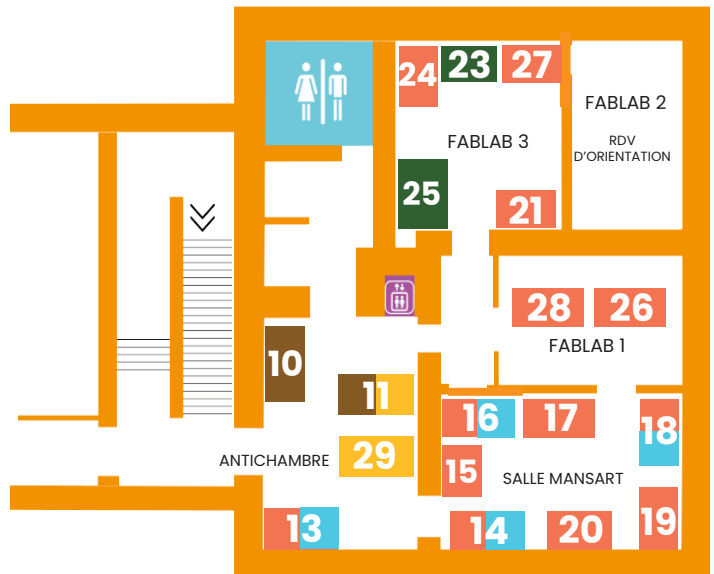 24
23
27
FABLAB 2
FABLAB 3
RDV
D'ORIENTATION
25
21
28
26
FABLAB 1
10
11
16
17
18
29
ANTICHAMBRE
15
SALLE MANSART
13
14
20
19